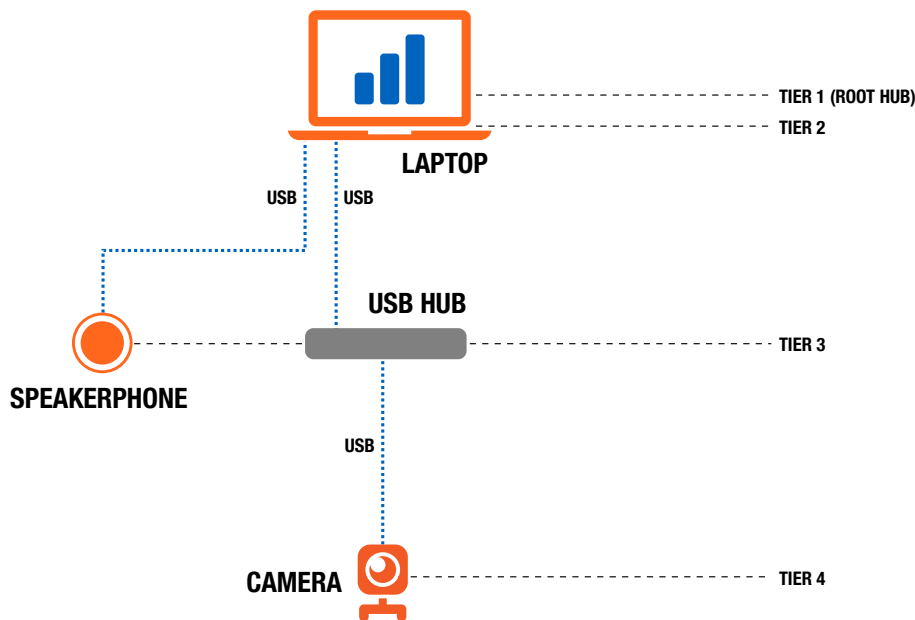 TIER 1 (ROOT HUB)
TIER 2
LAPTOP
USB
USB
USB HUB
TIER 3
SPEAKERPHONE
USB
CAMERA
TIER 4